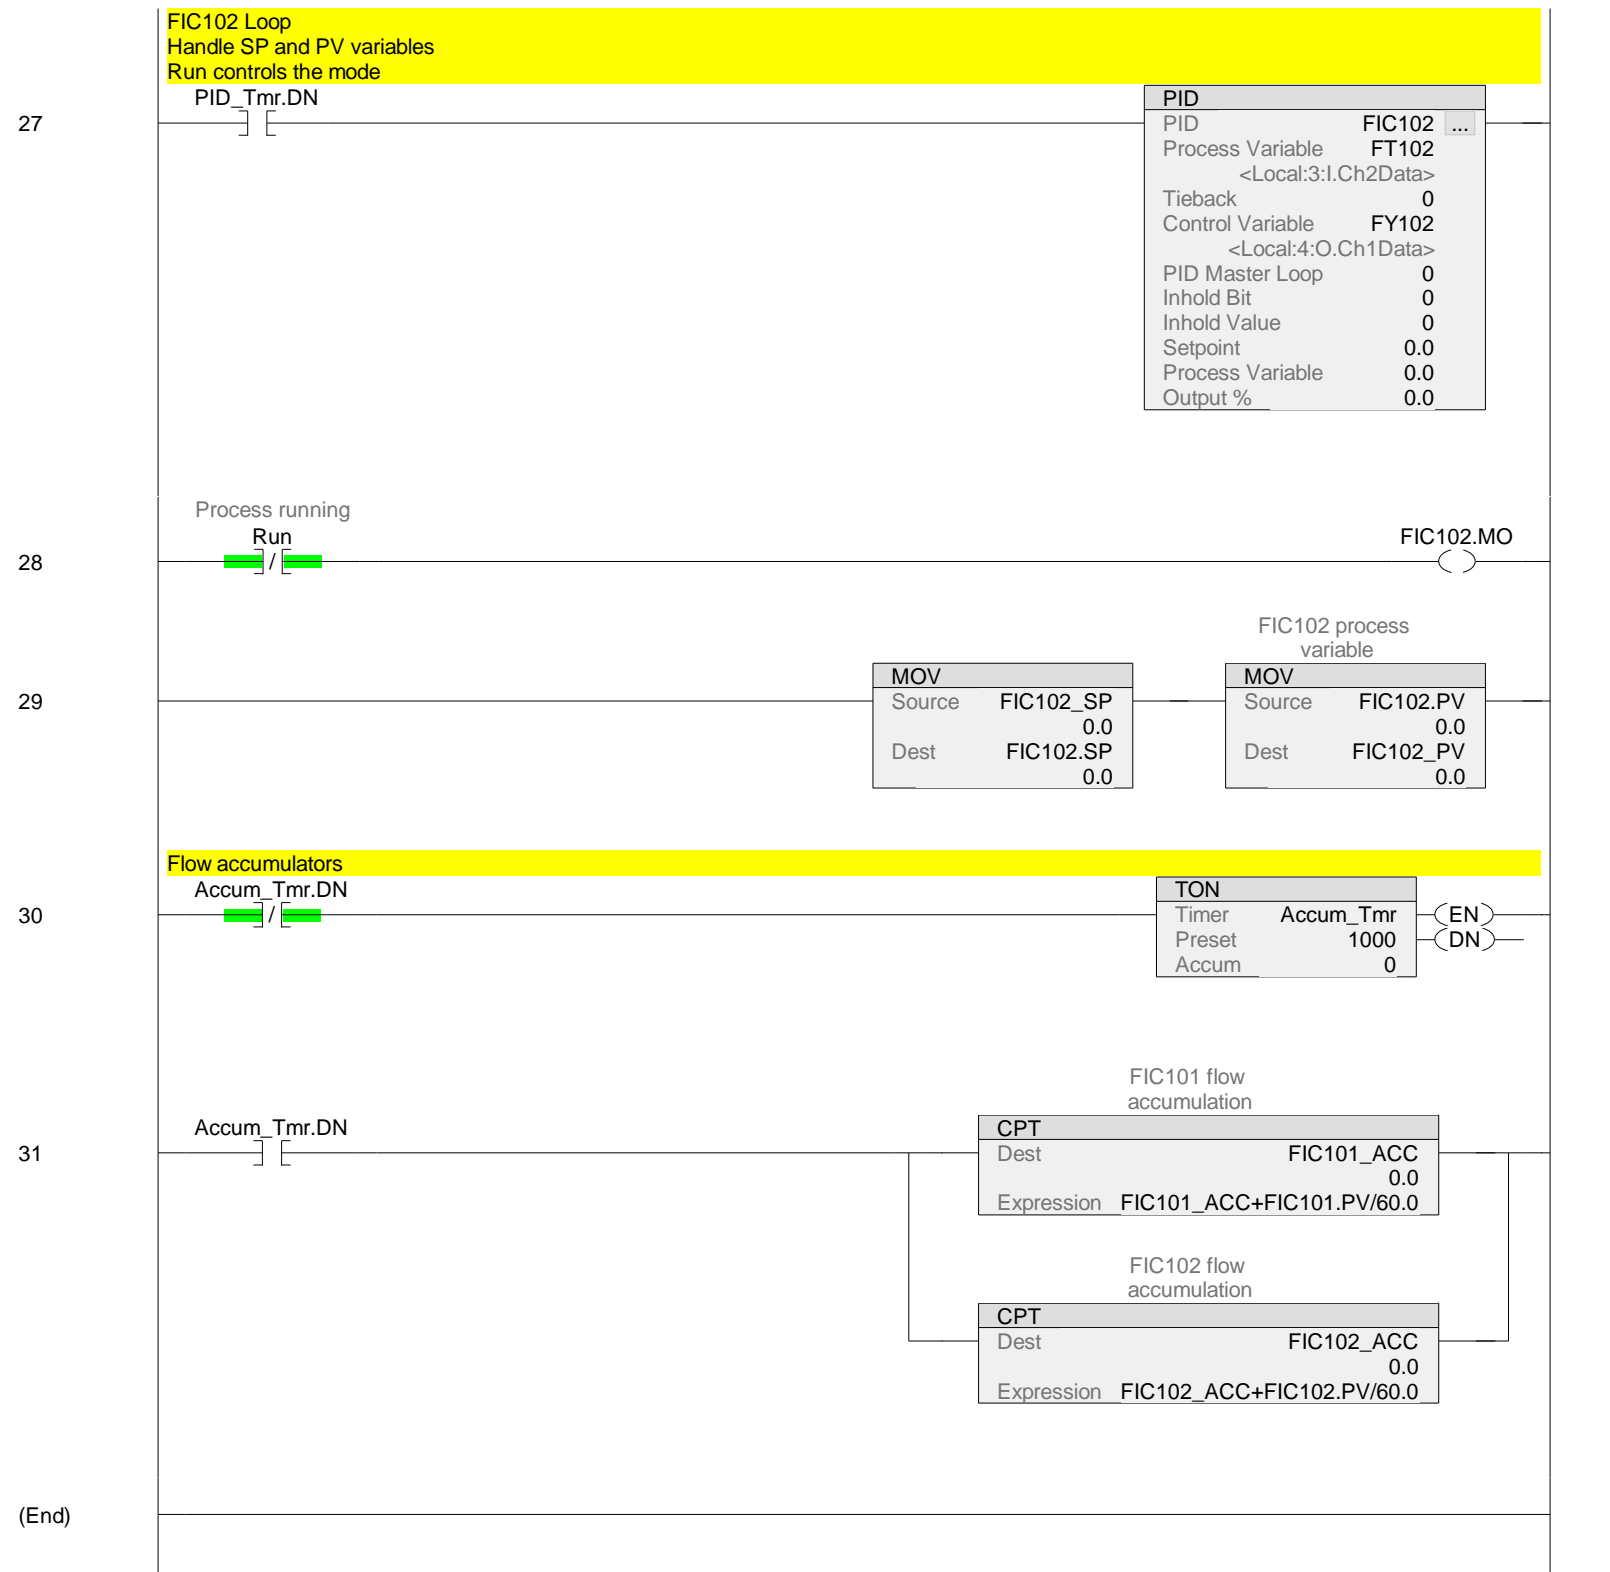 FIC102 Loop
Handle SP and PV variables
Run controls the mode
PID_Tmr.DN
27
PID
PID FIC102 ...
Process Variable FT102
<Local:3:I.Ch2Data>
Tieback 0
Control Variable FY102
<Local:4:O.Ch1Data>
PID Master Loop 0
Inhold Bit 0
Inhold Value 0
Setpoint 0.0
Process Variable 0.0
Output % 0.0
Process running
Run
FIC102.MO
28
/
FIC102 process
variable
29
MOV
Source FIC102_SP
0.0
Dest FIC102.SP
0.0
MOV
Source FIC102.PV
0.0
Dest FIC102_PV
0.0
Flow accumulators
Accum_Tmr.DN
30
/
TON
Timer Accum_Tmr
Preset 1000
Accum 0
EN
DN
FIC101 flow
accumulation
Accum_Tmr.DN
31
CPT
Dest FIC101_ACC
0.0
Expression FIC101_ACC+FIC101.PV/60.0
FIC102 flow
accumulation
CPT
Dest FIC102_ACC
0.0
Expression FIC102_ACC+FIC102.PV/60.0
(End)